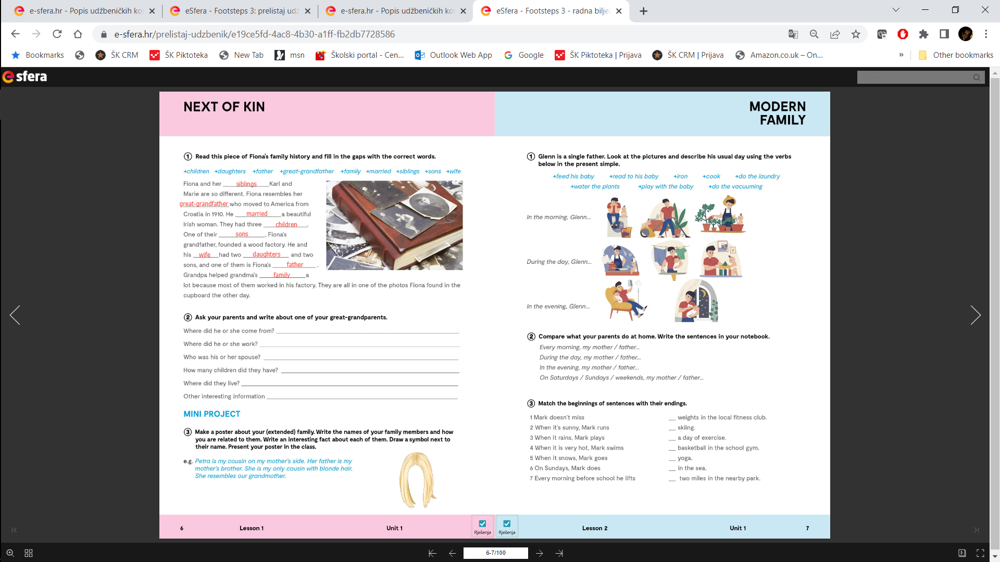 e-sfera.hr - Popis udžbeničkih ko
eSfera - Footsteps 3: prelistaj udž
e-sfera.hr - Popis udžbeničkih ko
eSfera - Footsteps 3 - radna bilje
e-sfera.hr/prelistaj-udzbenik/e19ce5fd-4ac8-4b30-a1ff-fb2db7728586
Bookmarks
ŠK CRM
ŠK Piktoteka
New Tab
msn
Školski portal - Cen...
Outlook Web App
Google
ŠK Piktoteka | Prijava
ŠK CRM | Prijava
Amazon.co.uk – On...
»
Other bookmarks
esfera
NEXT OF KIN
1 Read this piece of Fiona's family history and fill in the gaps with the correct words.
➔children ➔daughters ➔father ➔great-grandfather ➔family ➔married ➔siblings ➔sons ➔wife
Fiona and her siblings Karl and
Marie are so different. Fiona resembles her
great-grandfather who moved to America from
Croatia in 1910. He married a beautiful
Irish woman. They had three children.
One of their sons, Fiona's
grandfather, founded a wood factory. He and
his wife had two daughters and two
sons, and one of them is Fiona's father.
Grandpa helped grandma's family a
lot because most of them worked in his factory. They are all in one of the photos Fiona found in the
cupboard the other day.
2 Ask your parents and write about one of your great-grandparents.
Where did he or she come from?
Where did he or she work?
Who was his or her spouse?
How many children did they have?
Where did they live?
Other interesting information
MINI PROJECT
3 Make a poster about your (extended) family. Write the names of your family members and how
you are related to them. Write an interesting fact about each of them. Draw a symbol next to
their name. Present your poster in the class.
e.g. Petra is my cousin on my mother's side. Her father is my
mother's brother. She is my only cousin with blonde hair.
She resembles our grandmother.
6 Lesson 1 Unit 1
Rješenja
MODERN
FAMILY
1 Glenn is a single father. Look at the pictures and describe his usual day using the verbs
below in the present simple.
➔feed his baby ➔read to his baby ➔iron ➔cook ➔do the laundry
➔water the plants ➔play with the baby ➔do the vacuuming
In the morning, Glenn...
During the day, Glenn...
In the evening, Glenn...
2 Compare what your parents do at home. Write the sentences in your notebook.
Every morning, my mother / father...
During the day, my mother / father...
In the evening, my mother / father...
On Saturdays / Sundays / weekends, my mother / father...
3 Match the beginnings of sentences with their endings.
1 Mark doesn't miss __ weights in the local fitness club.
2 When it's sunny, Mark runs __ skiing.
3 When it rains, Mark plays __ a day of exercise.
4 When it is very hot, Mark swims __ basketball in the school gym.
5 When it snows, Mark goes __ yoga.
6 On Sundays, Mark does __ in the sea.
7 Every morning before school he lifts __ two miles in the nearby park.
Rješenja
Lesson 2 Unit 1 7
6-7/100